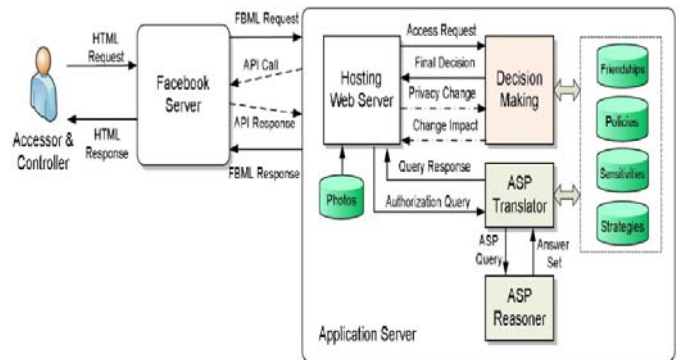 HTML
Request
Accessor &
Controller
HTML
Response
Facebook
Server
FBML Request
API Call
API Response
FBML Response
Hosting
Web Server
Photos
Access Request
Final Decision
Privacy Change
Change Impact
Query Response
Authorization Query
Decision
Making
ASP
Translator
ASP
Query
Answer
Set
ASP
Reasoner
Friendships
Policies
Sensitivities
Strategies
Application Server